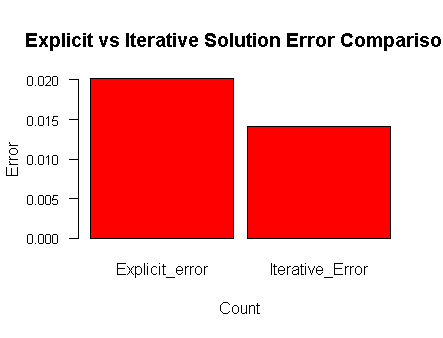 Explicit vs Iterative Solution Error Compariso
0.020
0.015
0.010
0.005
0.000
Error
Explicit_error Iterative_Error
Count